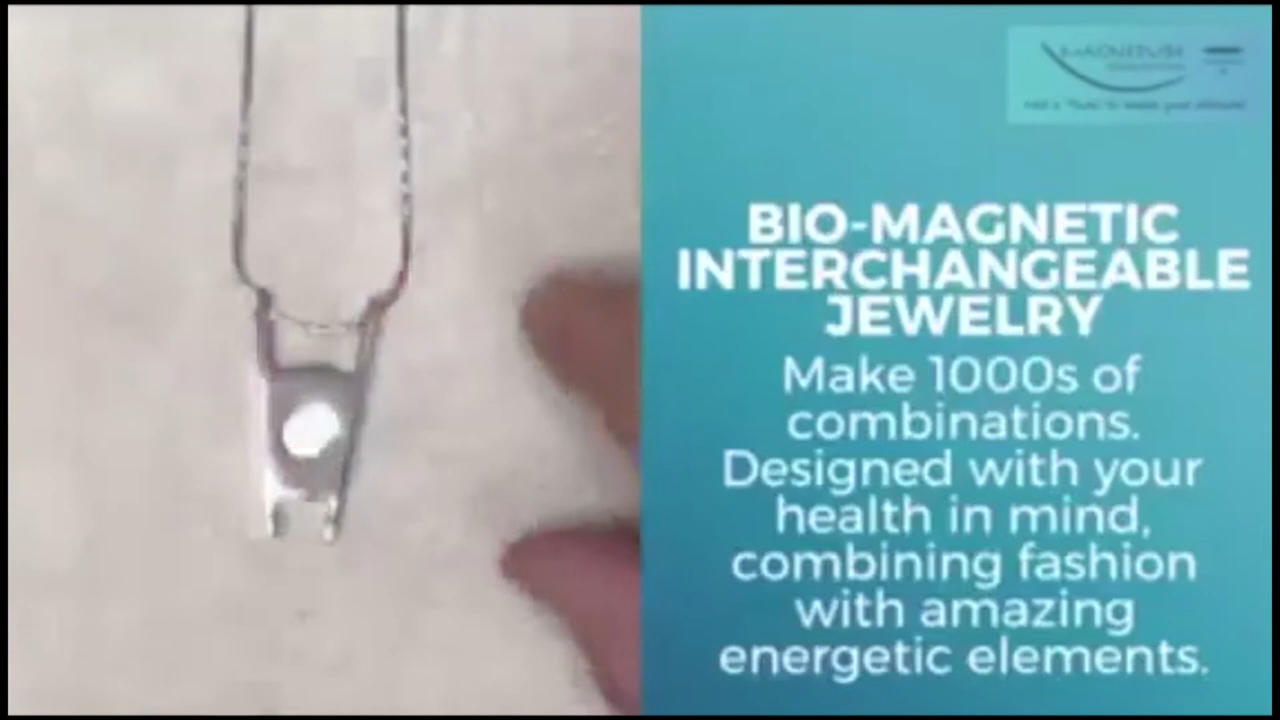 BIO-MAGNETIC
INTERCHANGEABLE
JEWELRY
Make 1000s of
combinations.
Designed with your
health in mind,
combining fashion
with amazing
energetic elements.